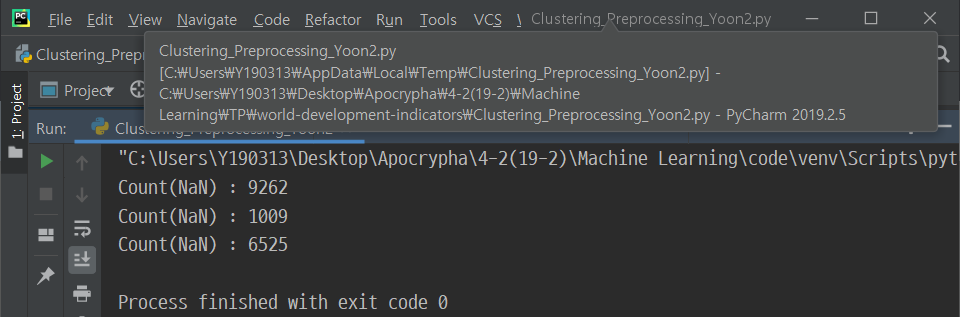 PC File Edit View Navigate Code Refactor Run Tools VCS Clustering_Preprocessing_Yoon2.py
Clustering_Prepr
Clustering_Preprocessing_Yoon2.py
[C:₩Users₩Y190313₩AppData₩Local₩Temp₩Clustering_Preprocessing_Yoon2.py] -
C:₩Users₩Y190313₩Desktop₩Apocrypha₩4-2(19-2)₩Machine
Learning₩TP₩world-development-indicators₩Clustering_Preprocessing_Yoon2.py - PyCharm 2019.2.5
1: Project
Project
Run: Clustering_Preprocessing_Yoon2
"C:\Users\Y190313\Desktop\Apocrypha\4-2(19-2)\Machine Learning\code\venv\Scripts\pyt
Count(NaN) : 9262
Count(NaN) : 1009
Count(NaN) : 6525
Process finished with exit code 0